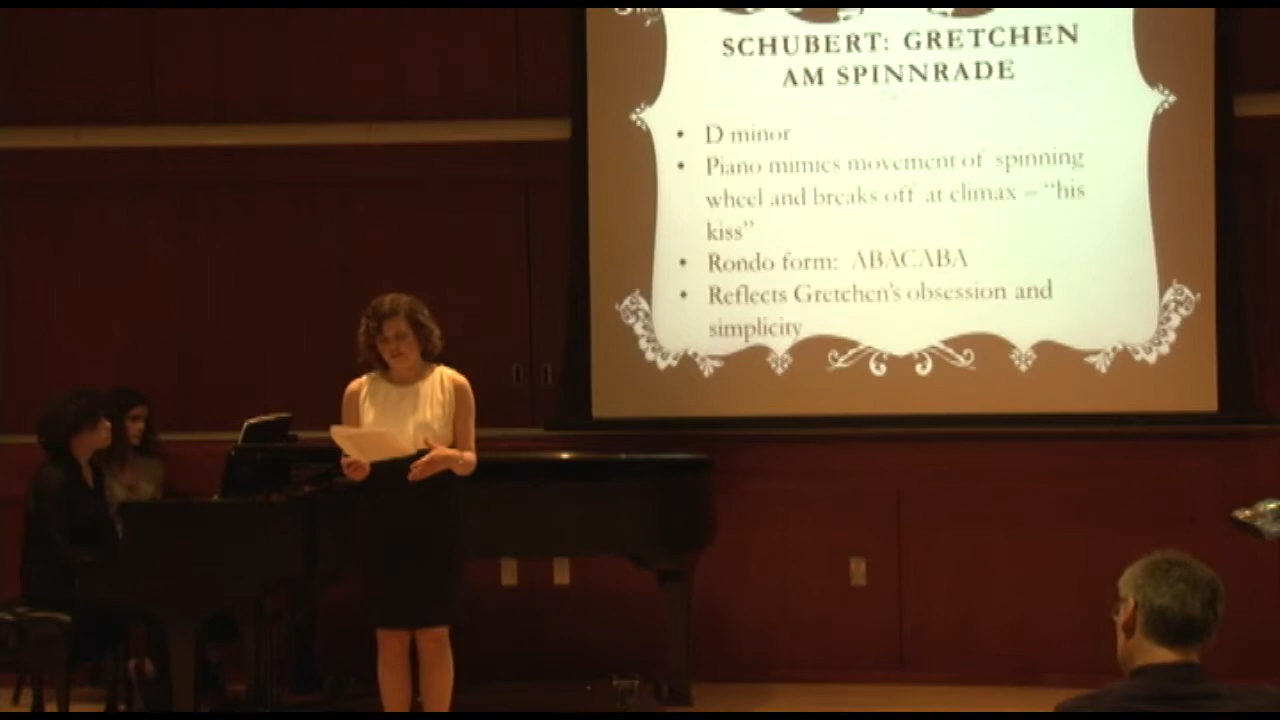 SCHUBERT: GRETCHEN
AM SPINNRADE
• D minor
• Piano mimics movement of spinning
wheel and breaks off at climax – “his
kiss”
• Rondo form: ABACABA
• Reflects Gretchen's obsession and
simplicity